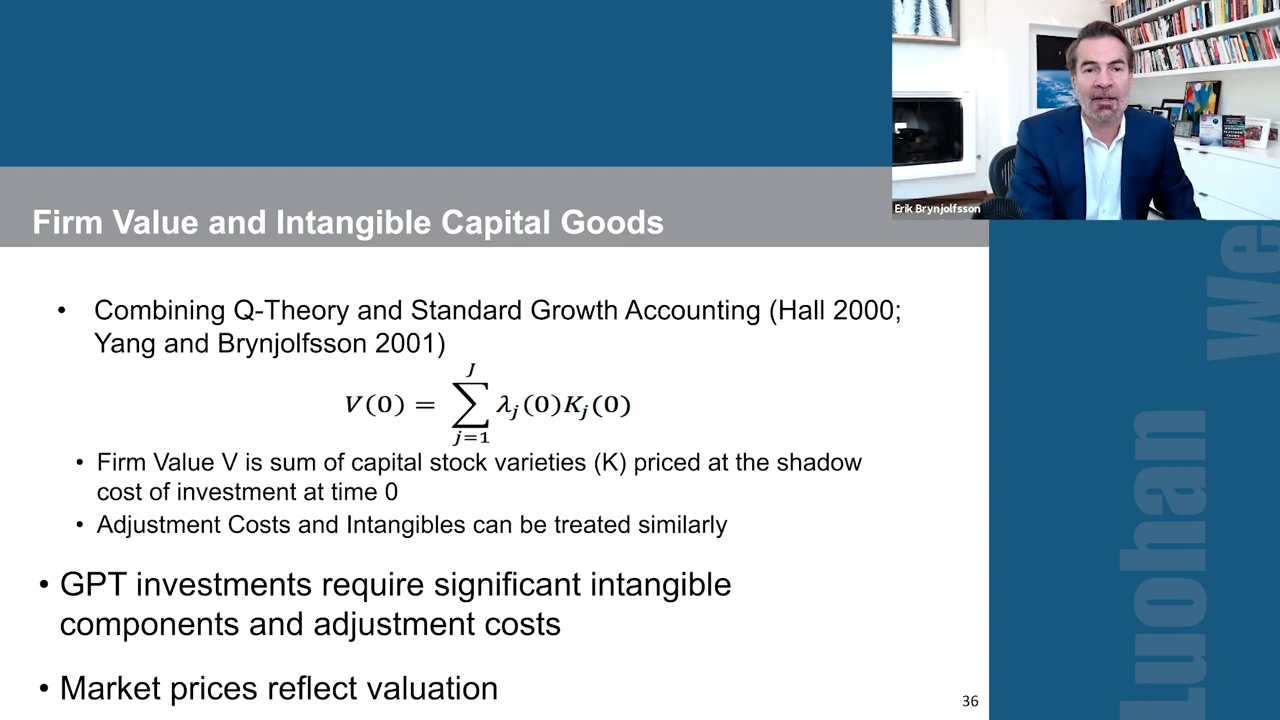 Erik Brynjolfsson
Firm Value and Intangible Capital Goods
• Combining Q-Theory and Standard Growth Accounting (Hall 2000;
Yang and Brynjolfsson 2001)
V(0) = ∑_{j=1}^{J} λ_j(0)K_j(0)
• Firm Value V is sum of capital stock varieties (K) priced at the shadow
cost of investment at time 0
• Adjustment Costs and Intangibles can be treated similarly
• GPT investments require significant intangible
components and adjustment costs
• Market prices reflect valuation
36
Luohan
We